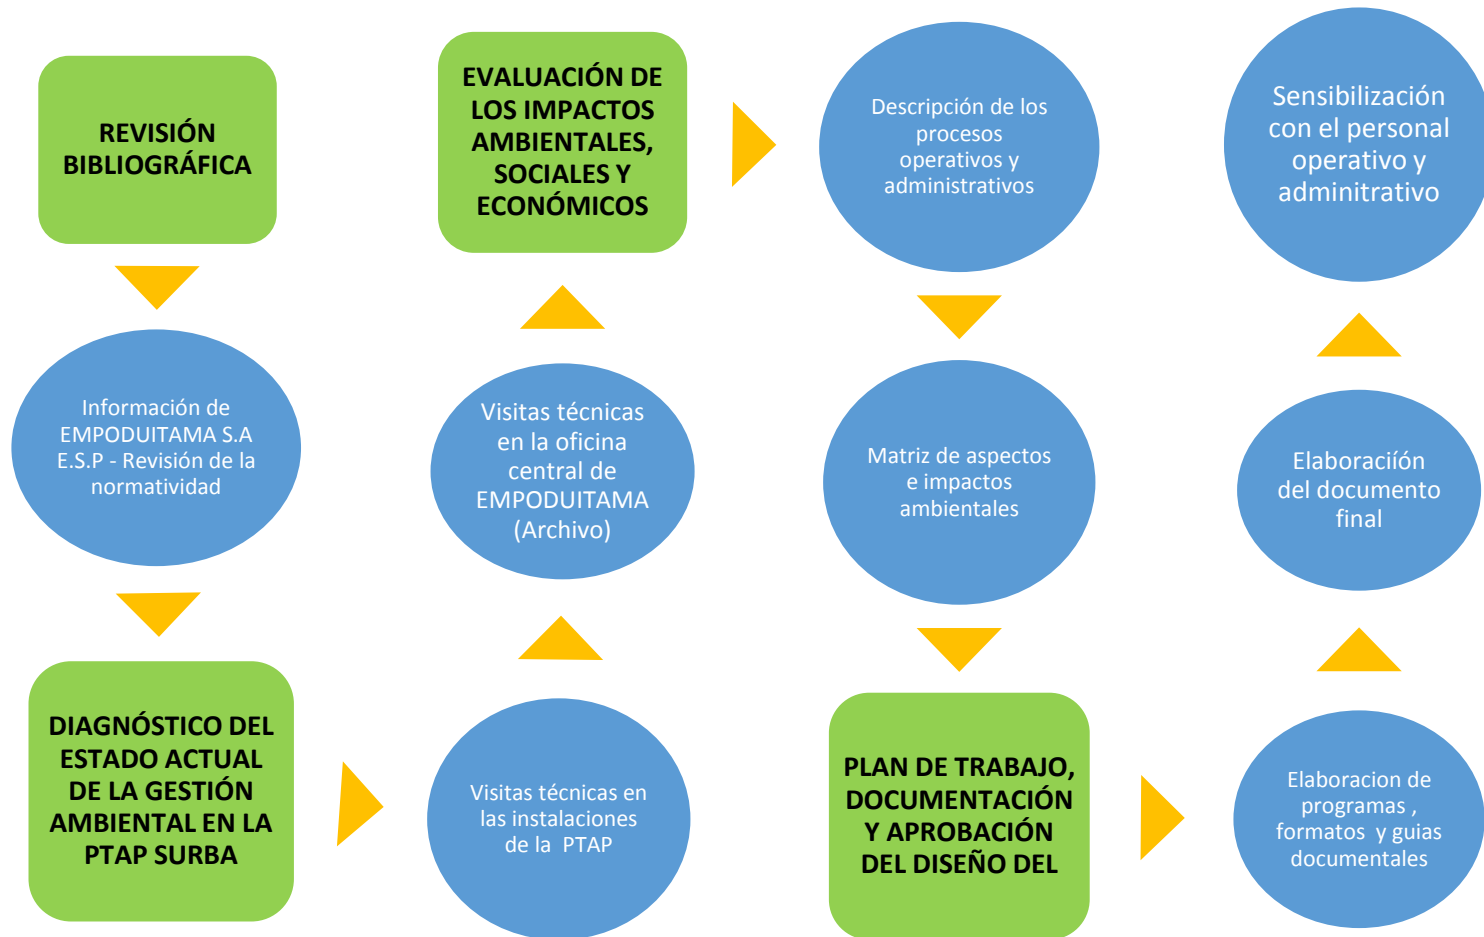 REVISIÓN
BIBLIOGRÁFICA
Información de
EMPODUITAMA S.A
E.S.P - Revisión de la
normatividad
DIAGNÓSTICO DEL
ESTADO ACTUAL
DE LA GESTIÓN
AMBIENTAL EN LA
PTAP SURBA
Visitas técnicas en
las instalaciones
de la PTAP
Visitas técnicas
en la oficina
central de
EMPODUITAMA
(Archivo)
EVALUACIÓN DE
LOS IMPACTOS
AMBIENTALES,
SOCIALES Y
ECONÓMICOS
Descripción de los
procesos
operativos y
administrativos
Matriz de aspectos
e impactos
ambientales
PLAN DE TRABAJO,
DOCUMENTACIÓN
Y APROBACIÓN
DEL DISEÑO DEL
Elaboracion de
programas ,
formatos y guias
documentales
Elaboraciíón
del documento
final
Sensibilización
con el personal
operativo y
adminitrativo